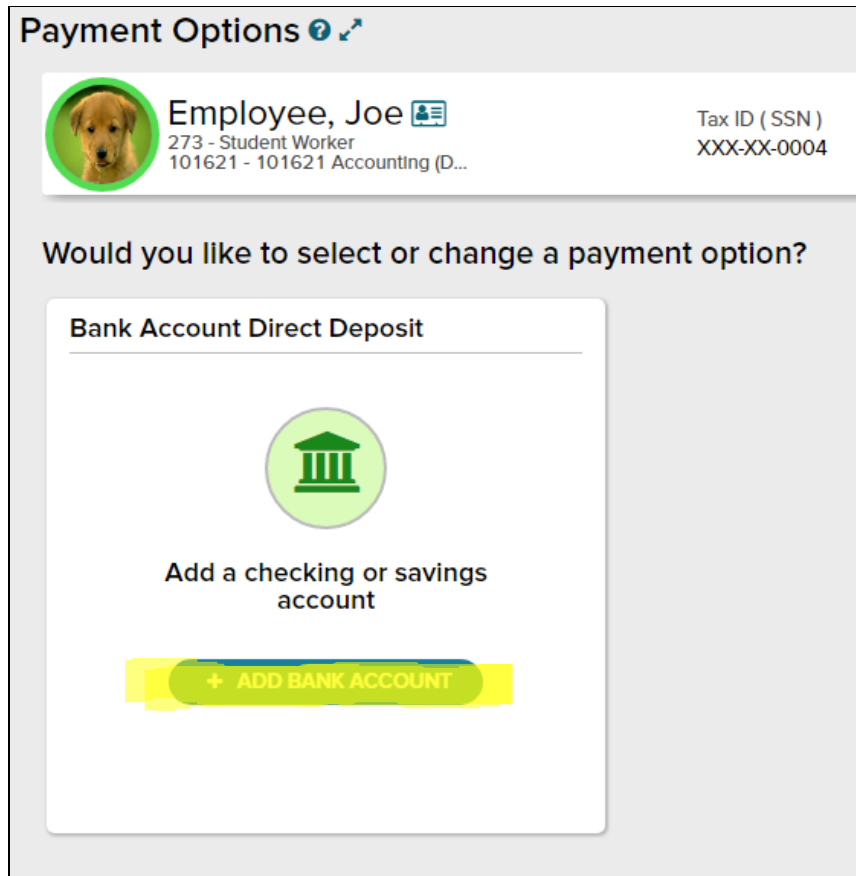 Payment Options
Employee, Joe
273 - Student Worker
101621 - 101621 Accounting (D...
Tax ID ( SSN )
XXX-XX-0004
Would you like to select or change a payment option?
Bank Account Direct Deposit
Add a checking or savings
account
+ ADD BANK ACCOUNT